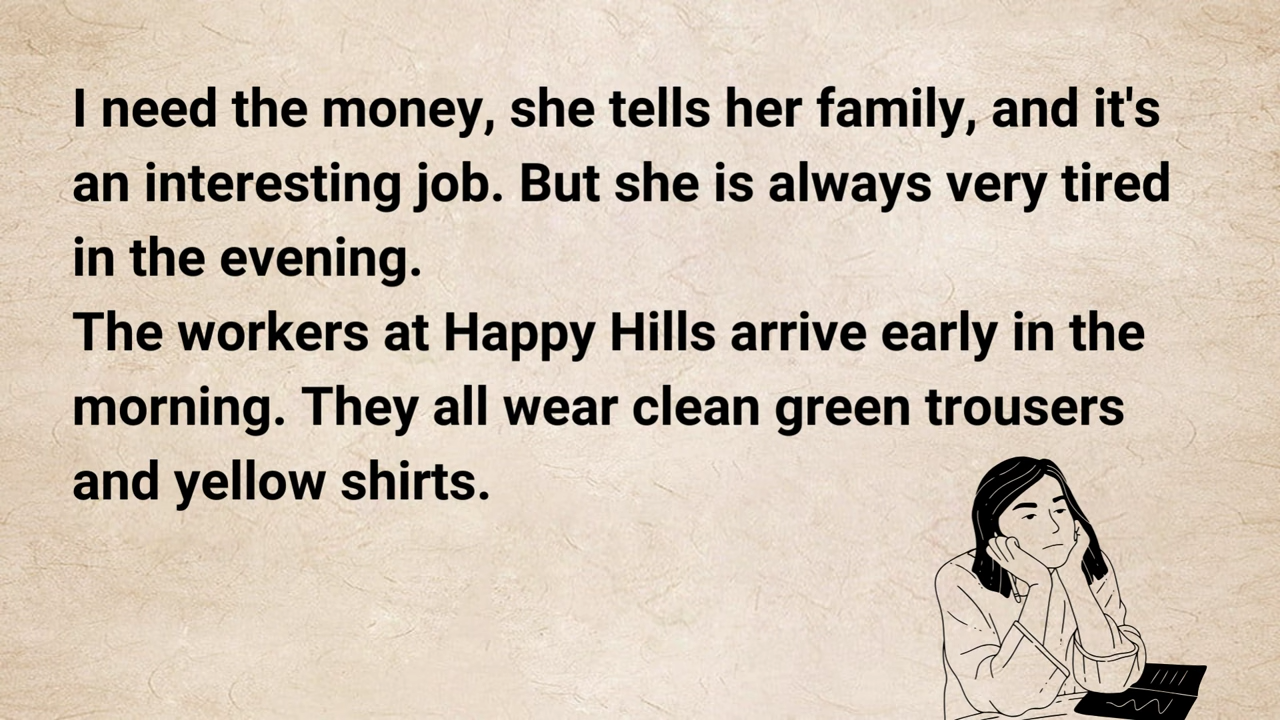 I need the money, she tells her family, and it's
an interesting job. But she is always very tired
in the evening.
The workers at Happy Hills arrive early in the
morning. They all wear clean green trousers
and yellow shirts.